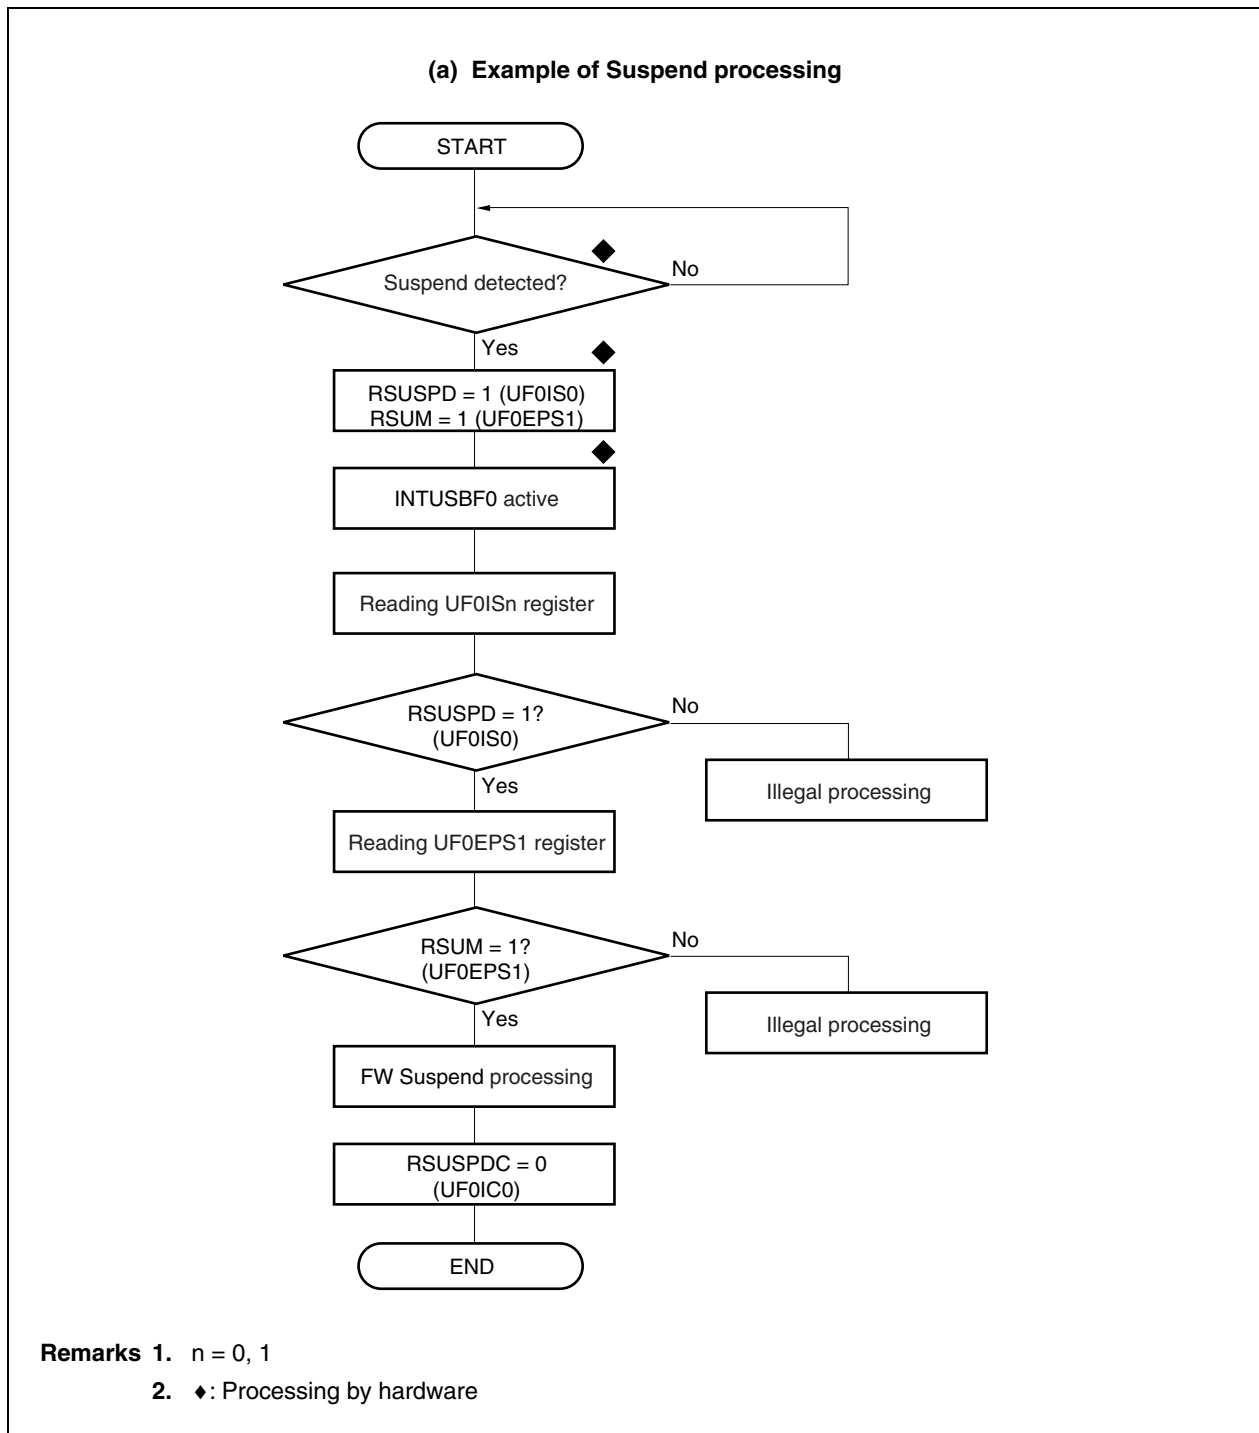 (a) Example of Suspend processing
START
Suspend detected?
No
Yes
RSUSPD = 1 (UF0IS0)
RSUM = 1 (UF0EPS1)
INTUSBF0 active
Reading UF0ISn register
RSUSPD = 1?
(UF0IS0)
No
Yes
Illegal processing
Reading UF0EPS1 register
RSUM = 1?
(UF0EPS1)
No
Yes
Illegal processing
FW Suspend processing
RSUSPDC = 0
(UF0IC0)
END
Remarks 1. n = 0, 1
2. ♦: Processing by hardware